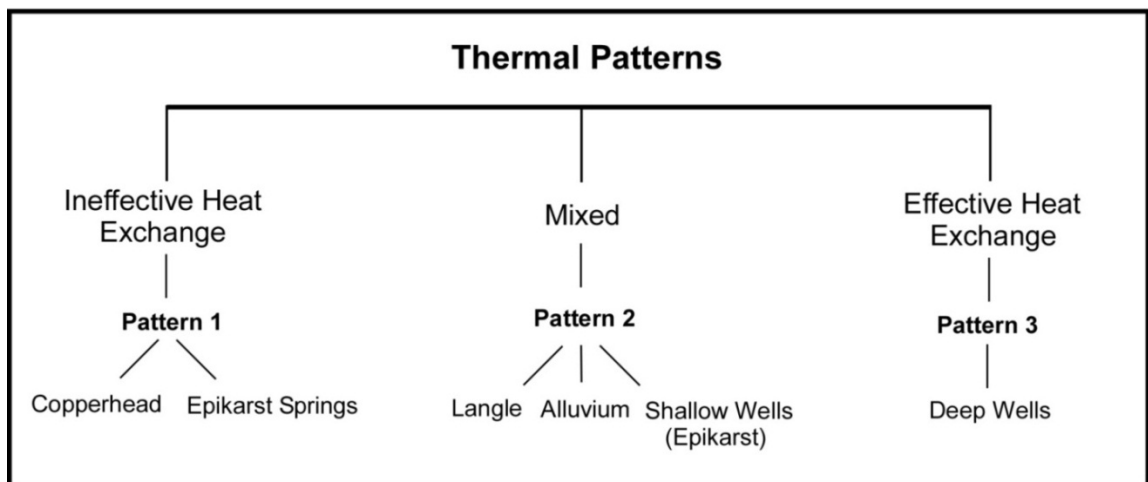 Thermal Patterns
Ineffective Heat
Exchange
Mixed
Effective Heat
Exchange
Pattern 1
Pattern 2
Pattern 3
Copperhead
Epikarst Springs
Langle
Alluvium
Shallow Wells
(Epikarst)
Deep Wells